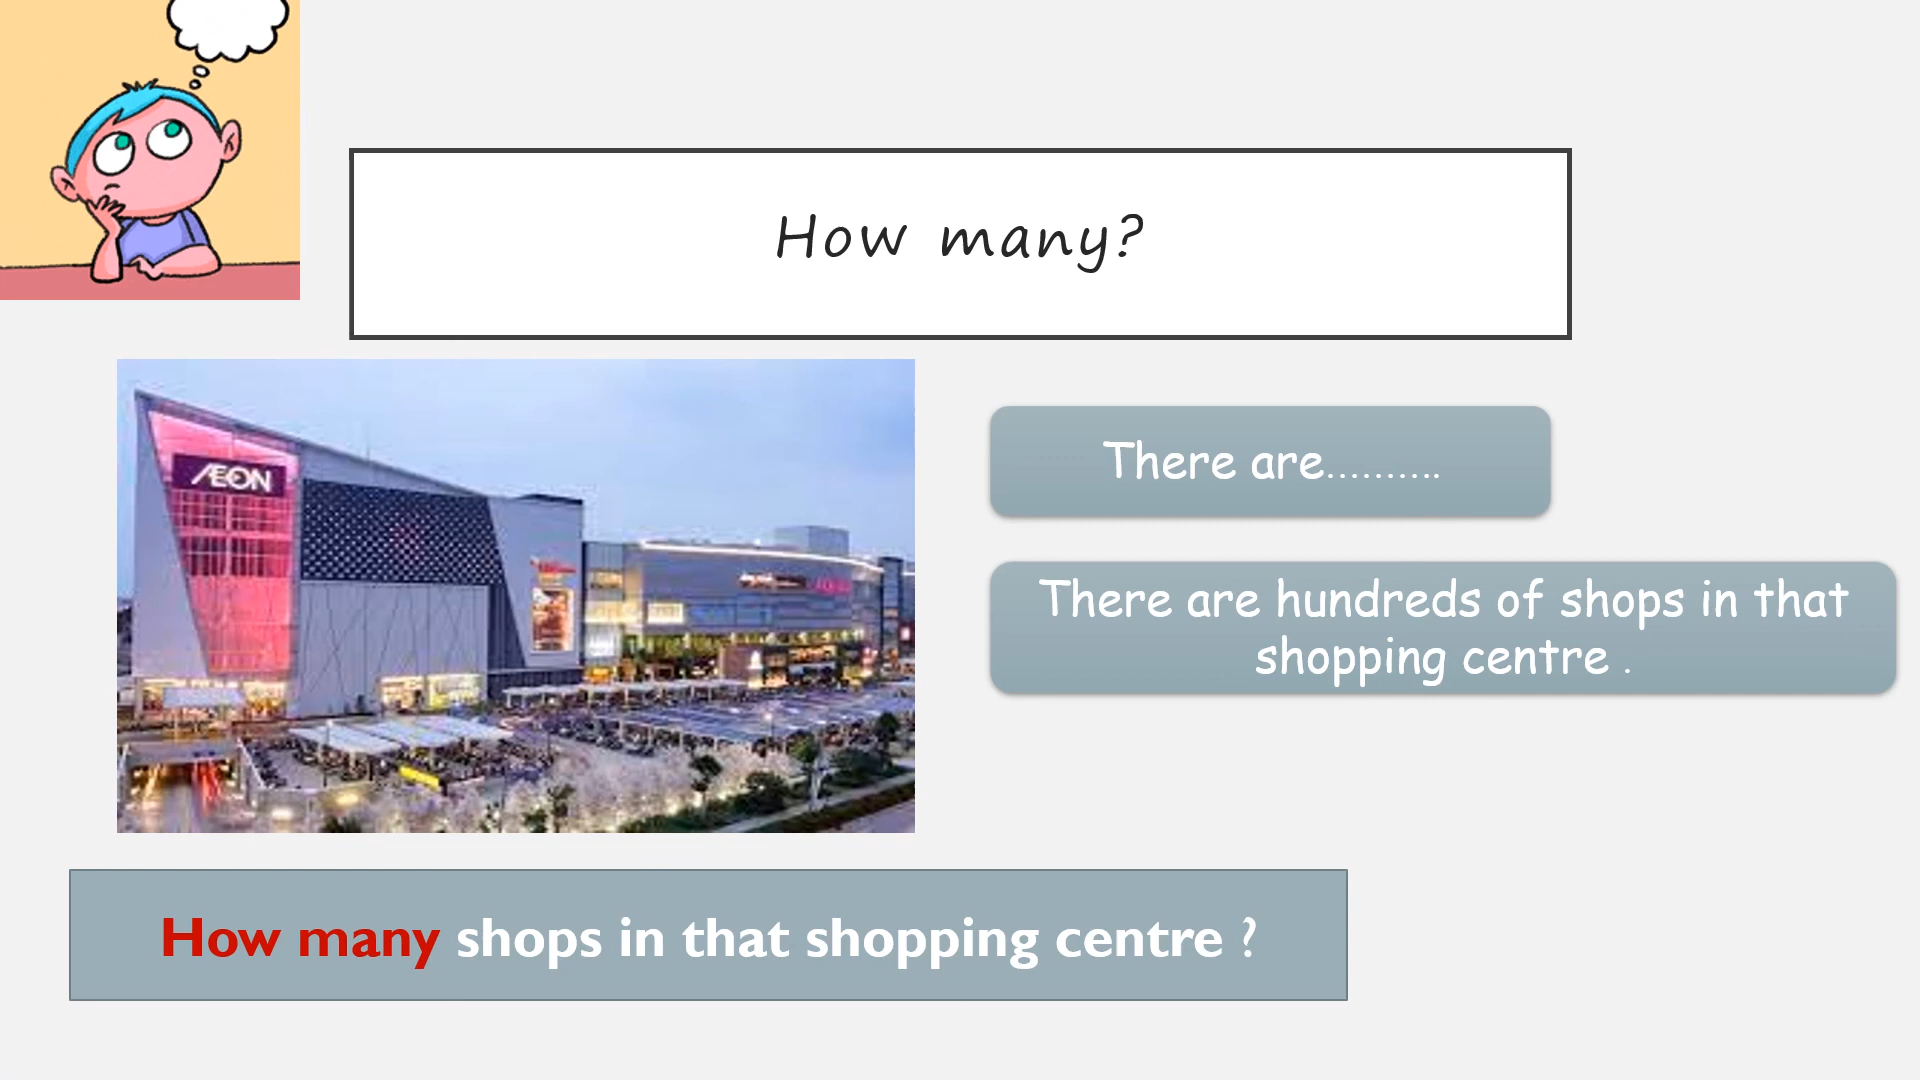 How many?
ÆON
There are..........
There are hundreds of shops in that
shopping centre .
How many shops in that shopping centre ?